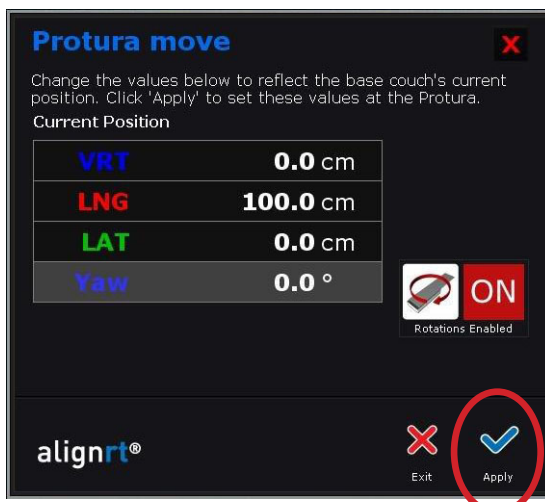 Protura move
X
Change the values below to reflect the base couch's current
position. Click 'Apply' to set these values at the Protura.
Current Position
VRT 0.0 cm
LNG 100.0 cm
LAT 0.0 cm
Yaw 0.0 °
ON
Rotations Enabled
alignrt®
Exit
Apply